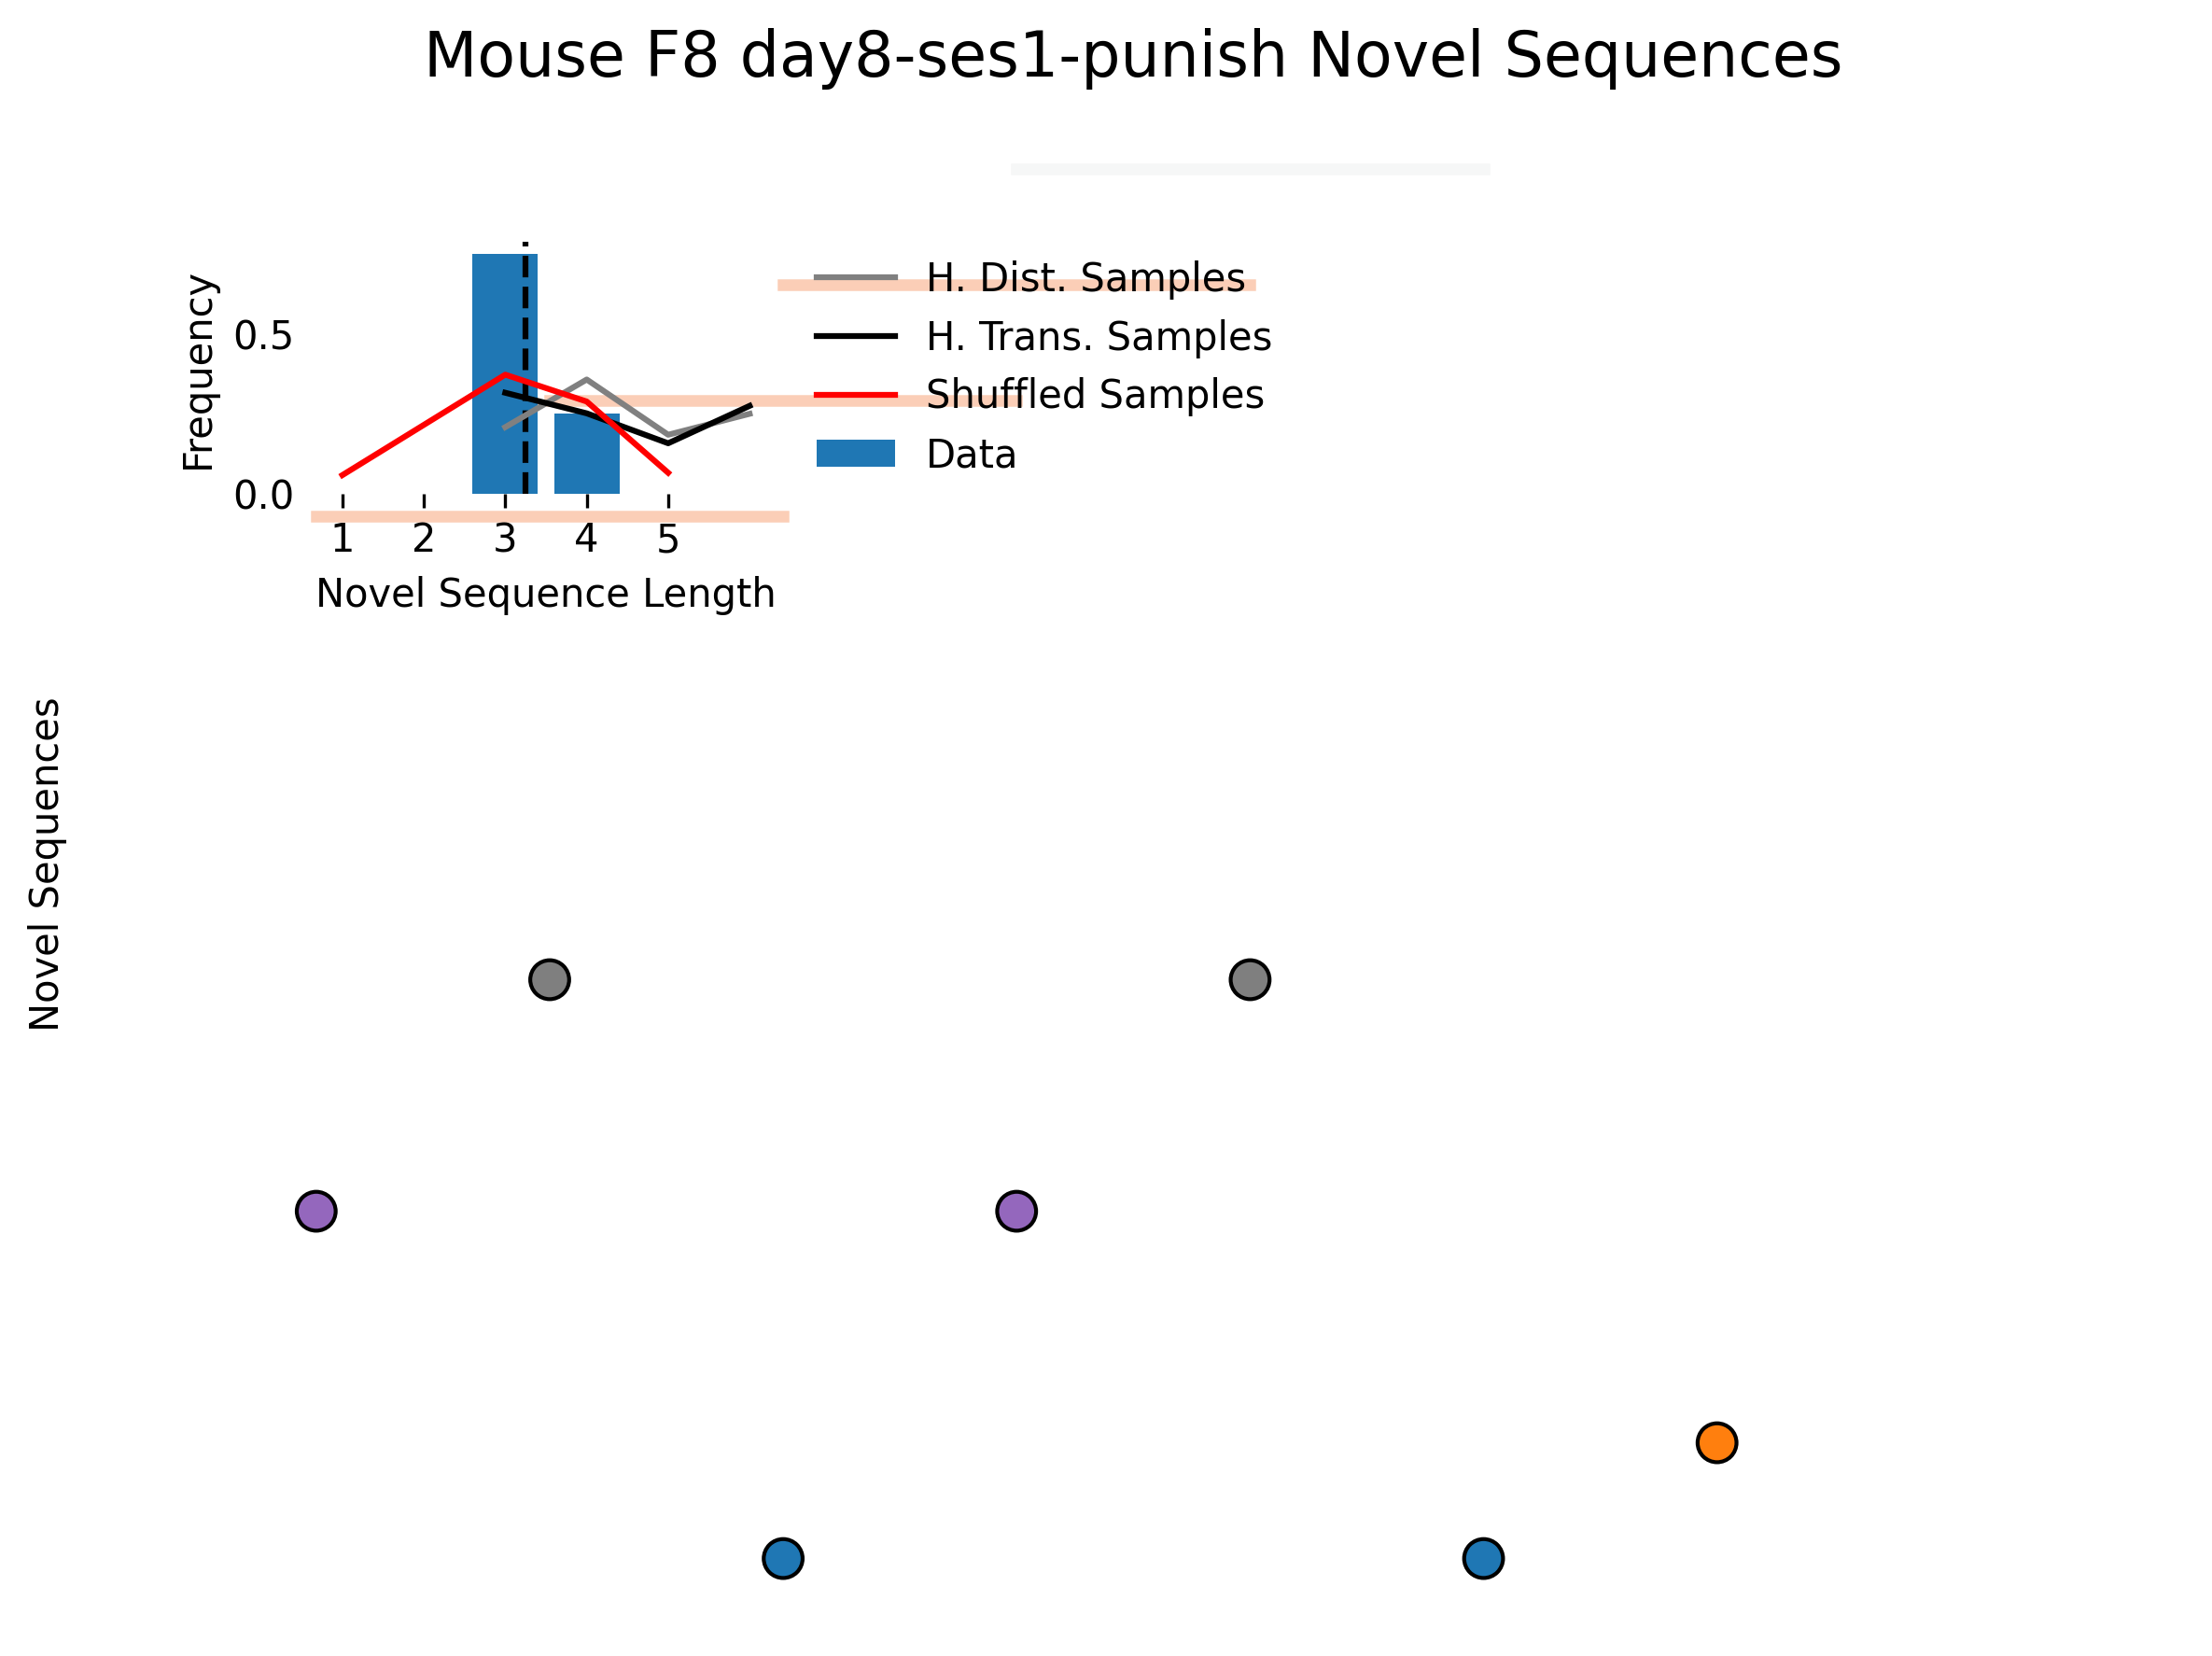 Mouse F8 day8-ses1-punish Novel Sequences
Frequency
0.5
0.0
1 2 3 4 5
Novel Sequence Length
H. Dist. Samples
H. Trans. Samples
Shuffled Samples
Data
Novel Sequences